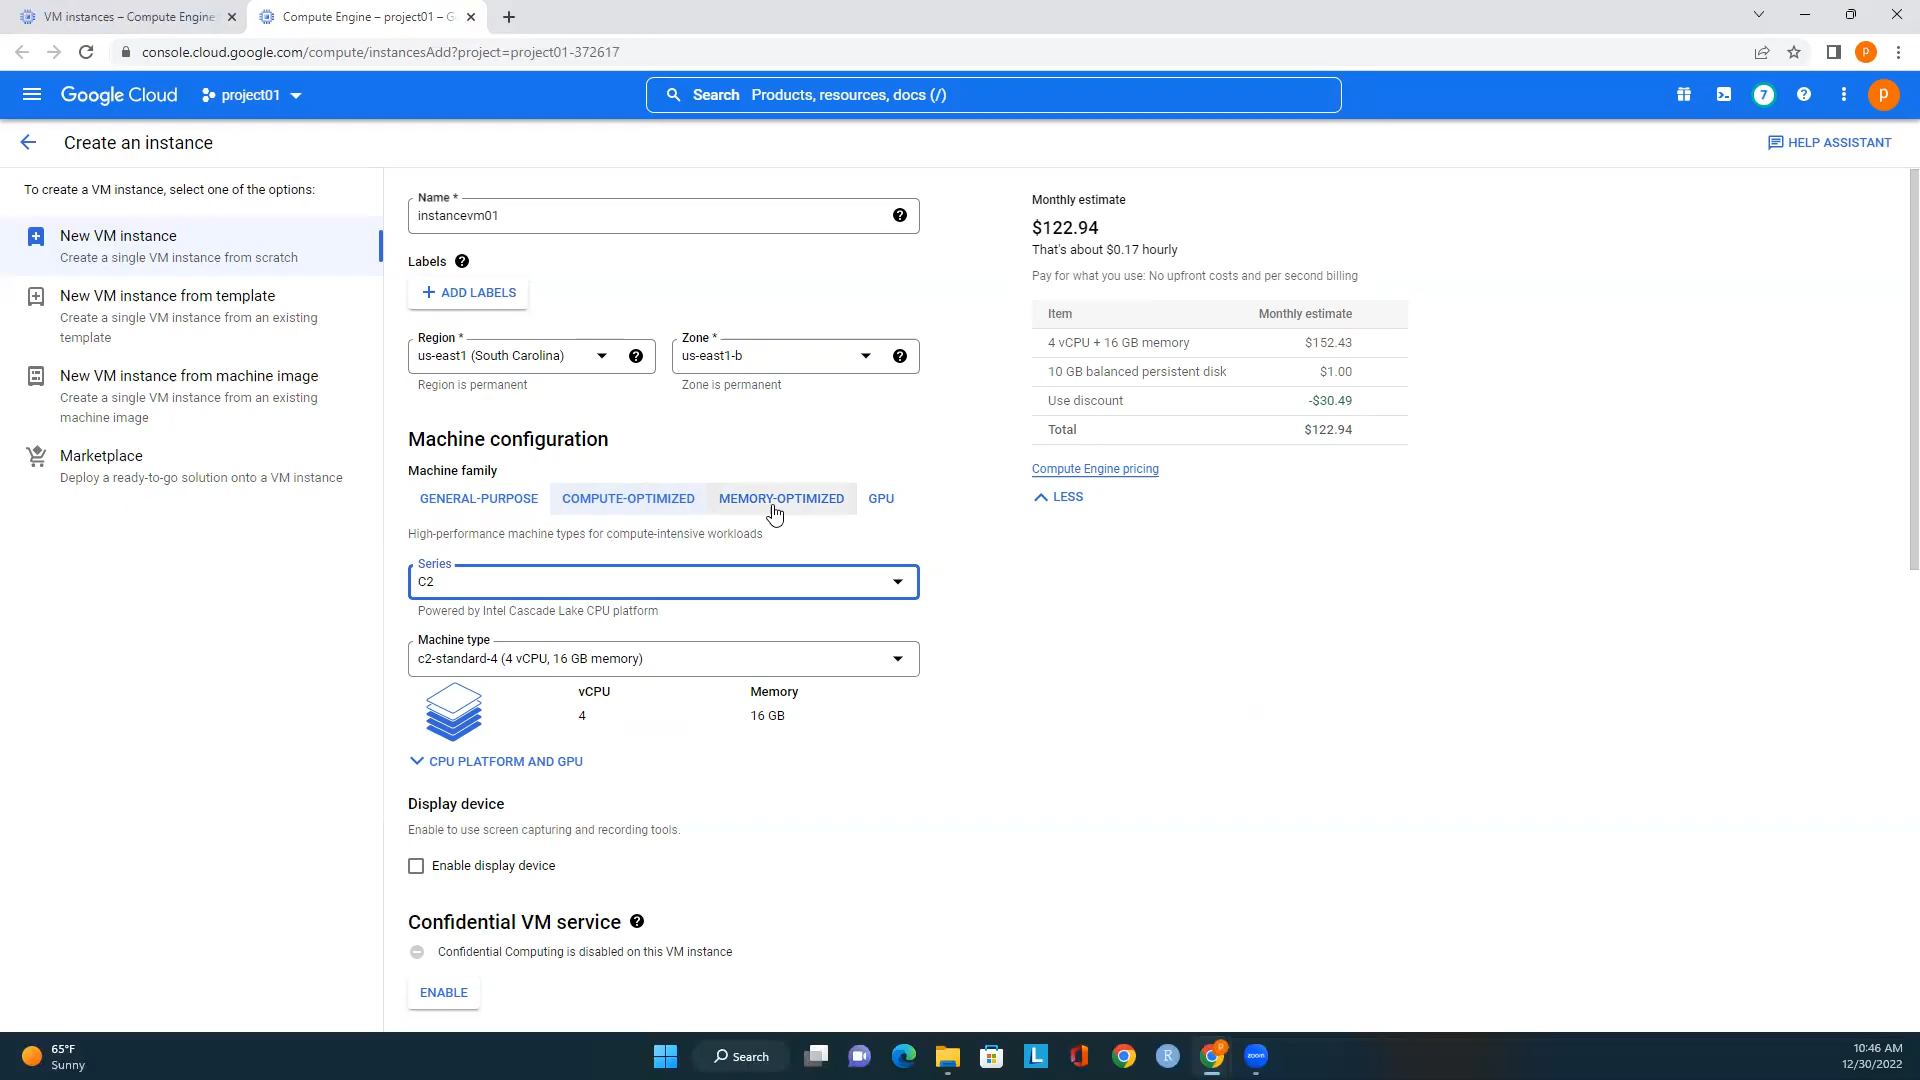 VM instances – Compute Engine
Compute Engine – project01 – G
console.cloud.google.com/compute/instancesAdd?project=project01-372617
P
Google Cloud
project01
Search Products, resources, docs (/)
7
P
Create an instance
HELP ASSISTANT
To create a VM instance, select one of the options:
New VM instance
Create a single VM instance from scratch
New VM instance from template
Create a single VM instance from an existing
template
New VM instance from machine image
Create a single VM instance from an existing
machine image
Marketplace
Deploy a ready-to-go solution onto a VM instance
Name *
instancevm01
Labels
+ ADD LABELS
Region *
us-east1 (South Carolina)
Region is permanent
Zone *
us-east1-b
Zone is permanent
Machine configuration
Machine family
GENERAL-PURPOSE COMPUTE-OPTIMIZED MEMORY-OPTIMIZED GPU
High-performance machine types for compute-intensive workloads
Series
C2
Powered by Intel Cascade Lake CPU platform
Machine type
c2-standard-4 (4 vCPU, 16 GB memory)
vCPU Memory
4 16 GB
CPU PLATFORM AND GPU
Display device
Enable to use screen capturing and recording tools.
Enable display device
Confidential VM service
Confidential Computing is disabled on this VM instance
ENABLE
Monthly estimate
$122.94
That's about $0.17 hourly
Pay for what you use: No upfront costs and per second billing
Item Monthly estimate
4 vCPU + 16 GB memory $152.43
10 GB balanced persistent disk $1.00
Use discount -$30.49
Total $122.94
Compute Engine pricing
LESS
65°F
Sunny
Search
L
R
P
zoom
10:46 AM
12/30/2022